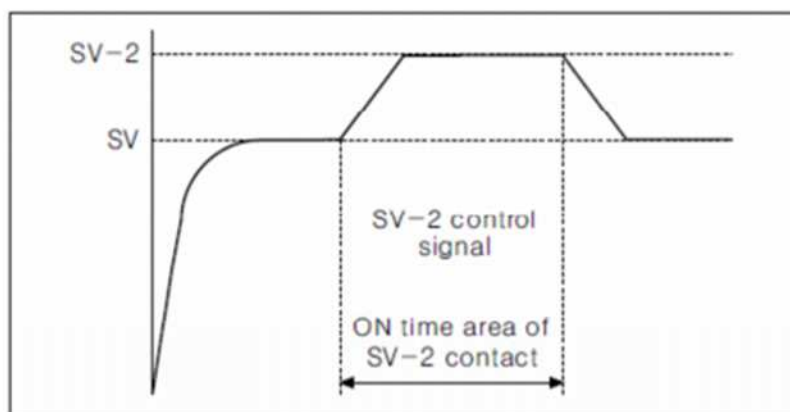 SV-2
SV
SV-2 control
signal
ON time area of
SV-2 contact